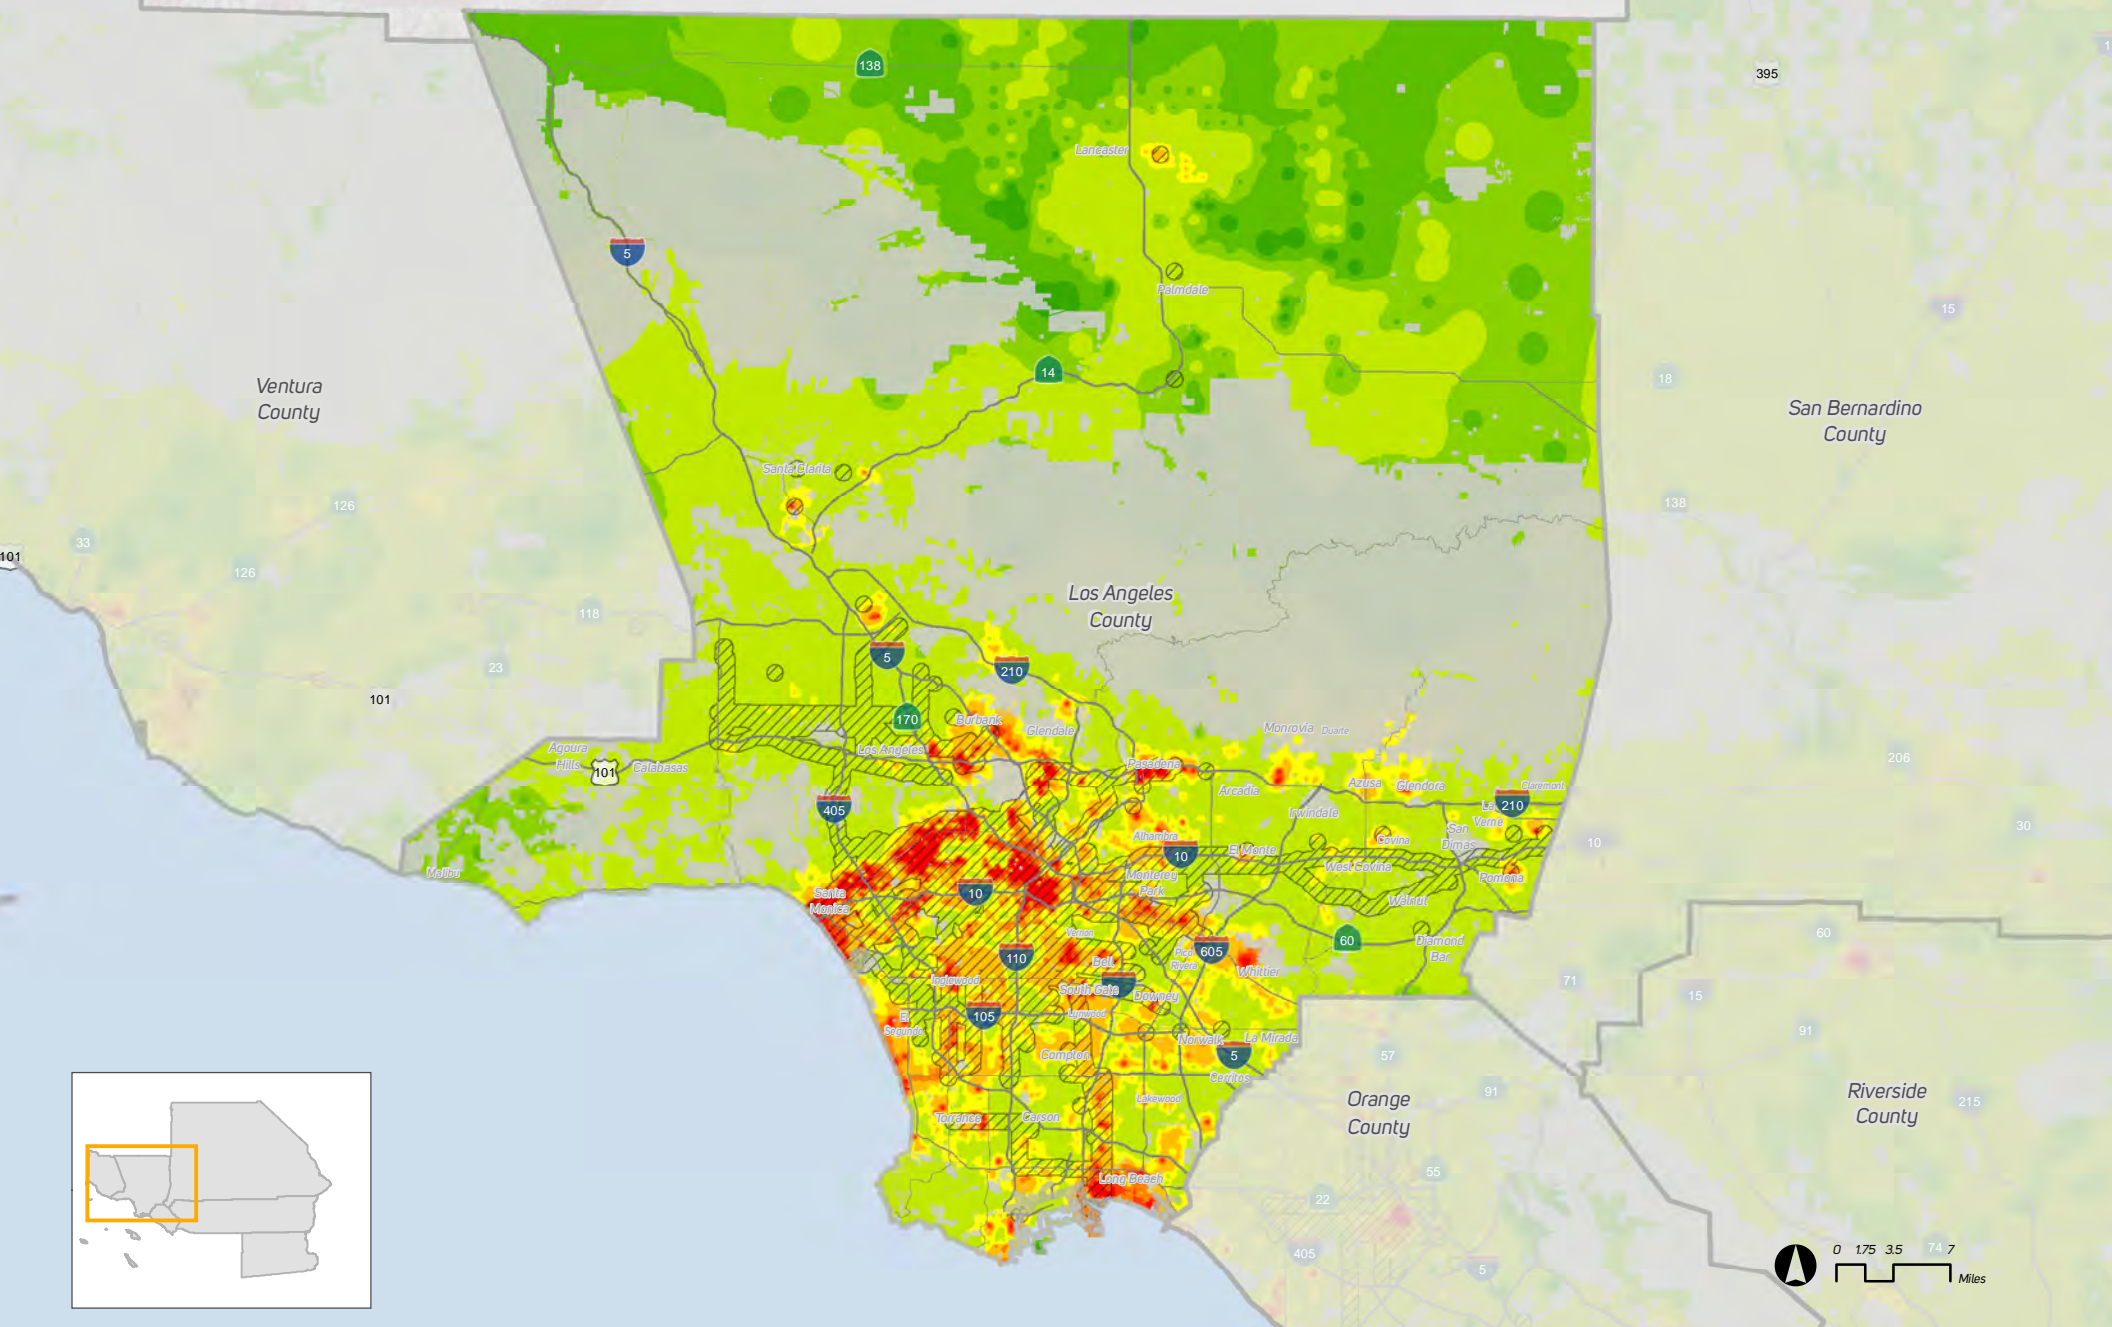 138
395
Lancaster
5
Palmdale
15
14
18
Ventura
County
San Bernardino
County
Santa Clarita
126
138
33
101
126
Los Angeles
County
118
5
23
210
101
170
Burbank
Glendale
Monrovia
Duarte
Los Angeles
Agoura
Hills
101
Calabasas
Pasadena
206
Azusa
Glendora
Claremont
Arcadia
405
La
Verne
210
Irwindale
30
San
Dimas
Alhambra
Covina
10
El Monte
10
West Covina
Malibu
Monterey
Park
Pomona
10
Santa
Monica
Walnut
Vernon
60
60
Diamond
Bar
110
Bell
Pico
Rivera
605
Whittier
Inglewood
71
South Gate
Downey
15
El
Segundo
105
Lynwood
91
Norwalk
La Mirada
Compton
5
57
Cerritos
91
Orange
County
Riverside
County
215
Lakewood
Torrance
Carson
55
Long Beach
22
405
74
5
0 1.75 3.5 7
Miles